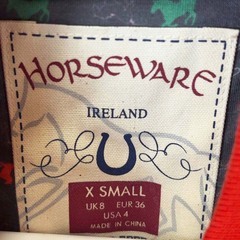 HORSEWARE
IRELAND
X SMALL
UK 8 EUR 36
USA 4
MADE IN CHINA